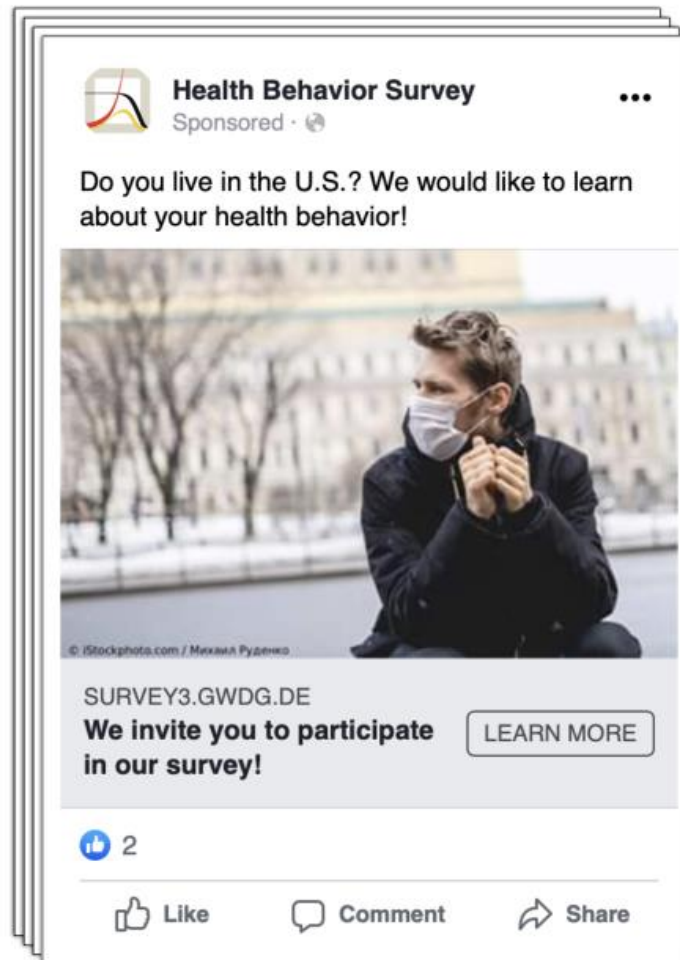 Health Behavior Survey
Sponsored ·
Do you live in the U.S.? We would like to learn
about your health behavior!
© iStockphoto.com / Михаил Руденко
SURVEY3.GWDG.DE
We invite you to participate
in our survey!
LEARN MORE
2
Like
Comment
Share